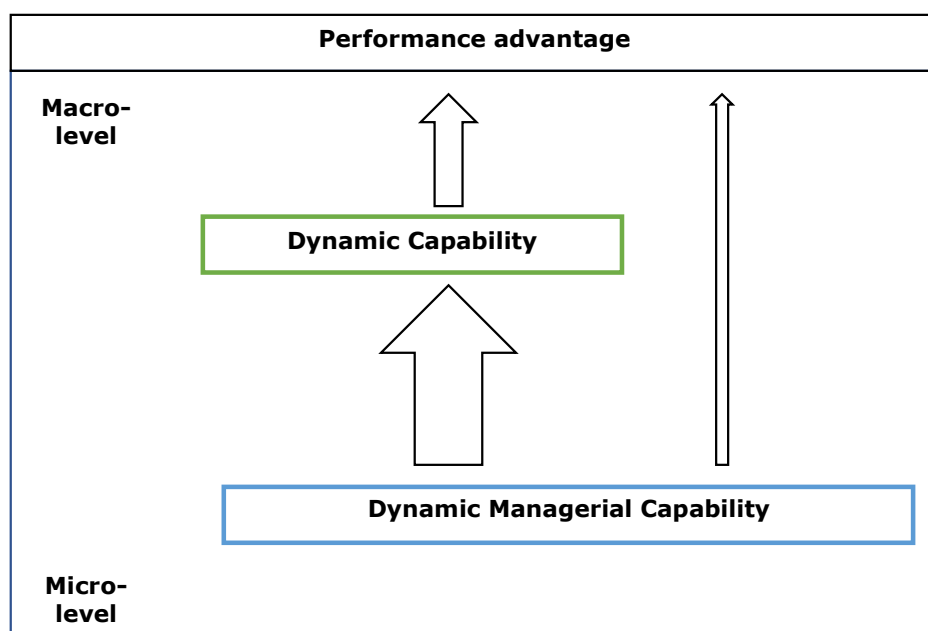 Performance advantage
Macro-
level
Dynamic Capability
Dynamic Managerial Capability
Micro-
level